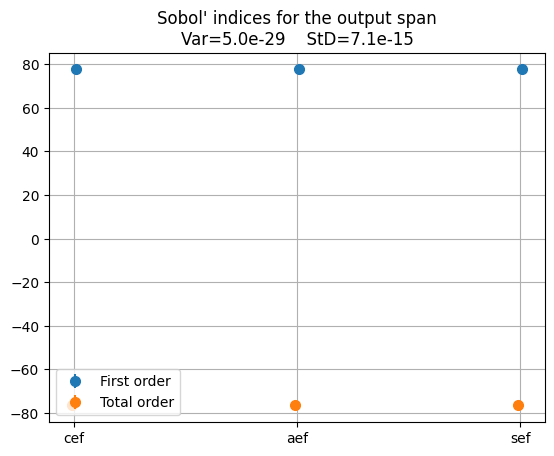 Sobol' indices for the output span
Var=5.0e-29    StD=7.1e-15
80
60
40
20
0
−20
−40
−60
−80
First order
Total order
cef
aef
sef